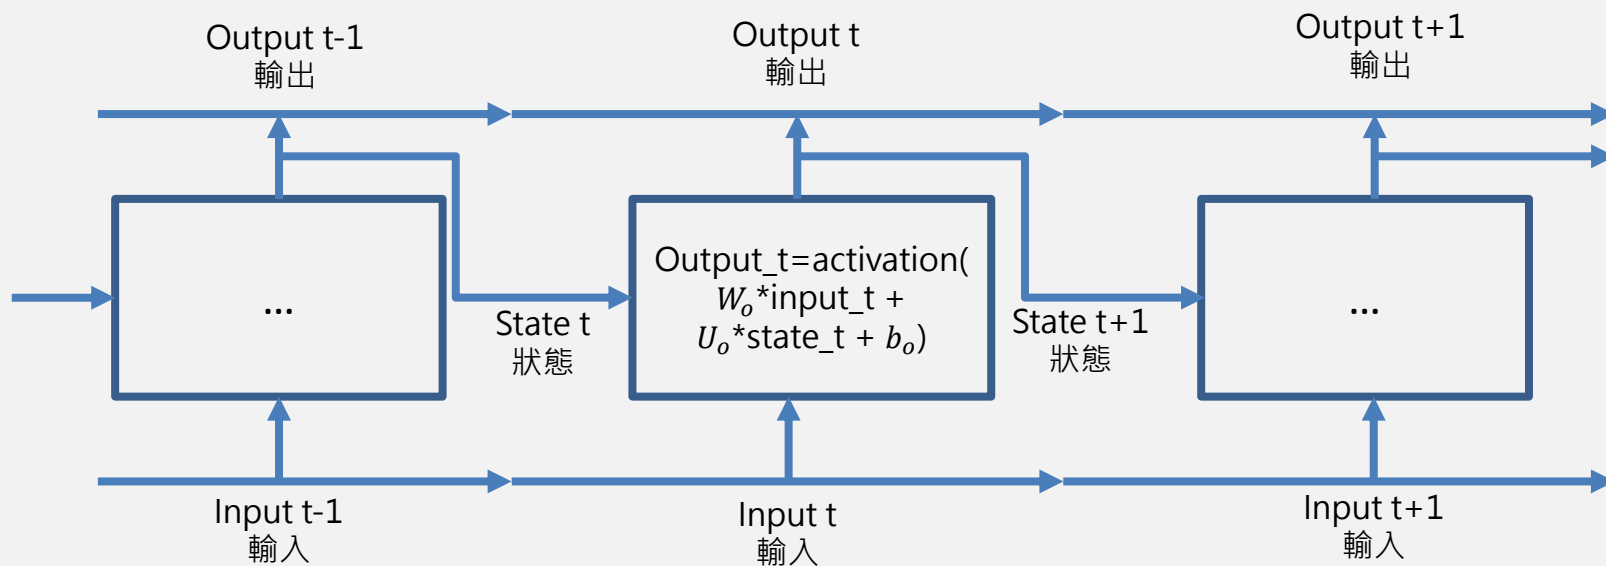 Output t-1
輸出
Output t
輸出
Output t+1
輸出
...
Output_t=activation(
W_o*input_t +
U_o*state_t + b_o)
...
State t
狀態
State t+1
狀態
Input t-1
輸入
Input t
輸入
Input t+1
輸入